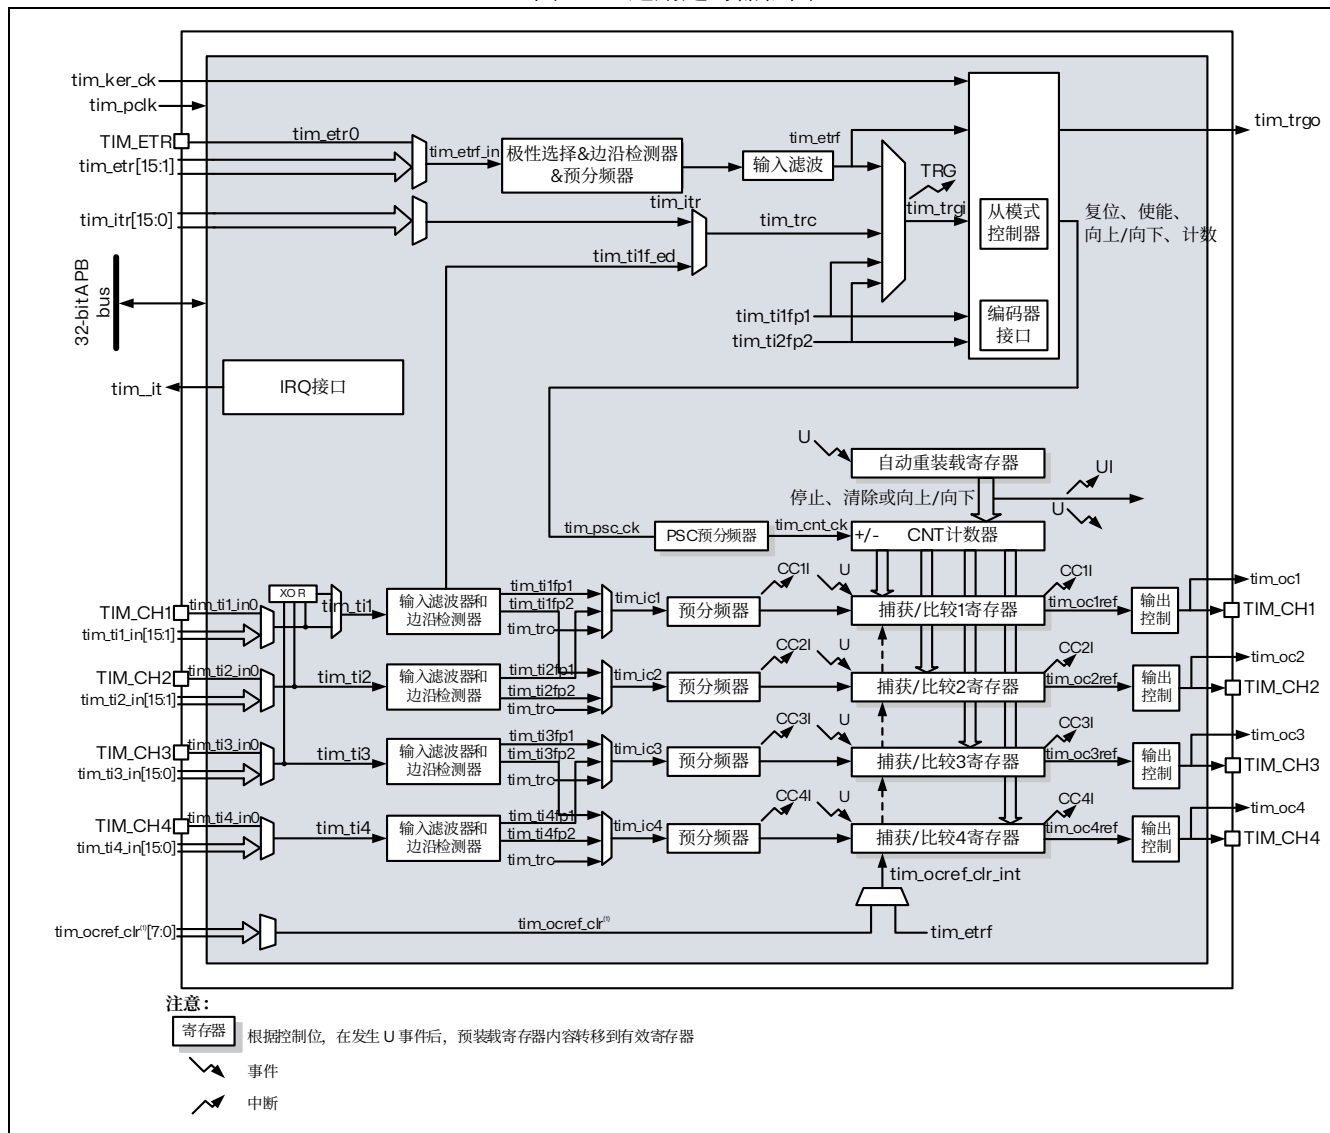 tim_ker_ck
tim_pclk
TIM_ETR
tim_etr0
tim_etr[15:1]
tim_etrf_in
极性选择&边沿检测器
&预分频器
输入滤波
tim_etrf
tim_trgo
TRG
tim_itr[15:0]
tim_itr
tim_trc
tim_trgi
从模式
控制器
复位、使能、
向上/向下、计数
tim_ti1f_ed
32-bit APB
bus
tim_ti1fp1
tim_ti2fp2
编码器
接口
tim__it
IRQ接口
U
自动重装载寄存器
UI
停止、清除或向上/向下
U
tim_psc_ck
PSC预分频器
tim_cnt_ck
+/-
CNT计数器
XOR
TIM_CH1
tim_ti1_in0
tim_ti1_in[15:1]
tim_ti1
输入滤波器和
边沿检测器
tim_ti1fp1
tim_ti1fp2
tim_trc
tim_ic1
预分频器
CC1I
U
捕获/比较1寄存器
CC1I
tim_oc1ref
输出
控制
tim_oc1
TIM_CH1
TIM_CH2
tim_ti2_in0
tim_ti2_in[15:1]
tim_ti2
输入滤波器和
边沿检测器
tim_ti2fp1
tim_ti2fp2
tim_trc
tim_ic2
预分频器
CC2I
U
捕获/比较2寄存器
CC2I
tim_oc2ref
输出
控制
tim_oc2
TIM_CH2
TIM_CH3
tim_ti3_in0
tim_ti3_in[15:0]
tim_ti3
输入滤波器和
边沿检测器
tim_ti3fp1
tim_ti3fp2
tim_trc
tim_ic3
预分频器
CC3I
U
捕获/比较3寄存器
CC3I
tim_oc3ref
输出
控制
tim_oc3
TIM_CH3
TIM_CH4
tim_ti4_in0
tim_ti4_in[15:0]
tim_ti4
输入滤波器和
边沿检测器
tim_ti4fp1
tim_ti4fp2
tim_trc
tim_ic4
预分频器
CC4I
U
捕获/比较4寄存器
CC4I
tim_oc4ref
输出
控制
tim_oc4
TIM_CH4
tim_ocref_clr_int
tim_ocref_clr⁽¹⁾[7:0]
tim_ocref_clr⁽¹⁾
tim_etrf
注意：
寄存器
根据控制位，在发生 U 事件后，预装载寄存器内容转移到有效寄存器
事件
中断